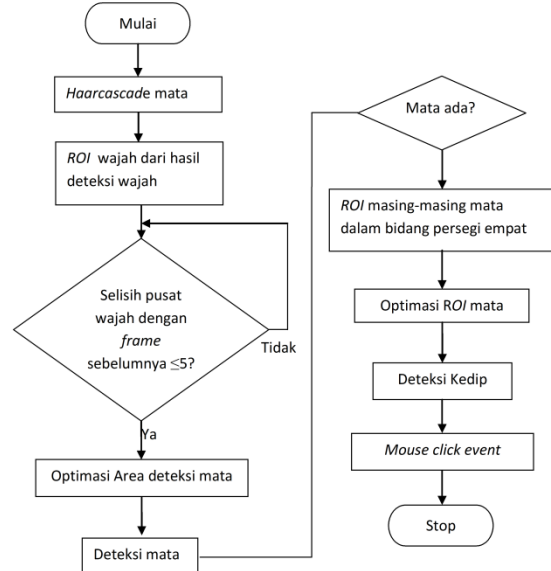 Mulai
Haarcascade mata
ROI wajah dari hasil
deteksi wajah
Selisih pusat
wajah dengan
frame
sebelumnya ≤5?
Tidak
Ya
Optimasi Area deteksi mata
Deteksi mata
Mata ada?
ROI masing-masing mata
dalam bidang persegi empat
Optimasi ROI mata
Deteksi Kedip
Mouse click event
Stop